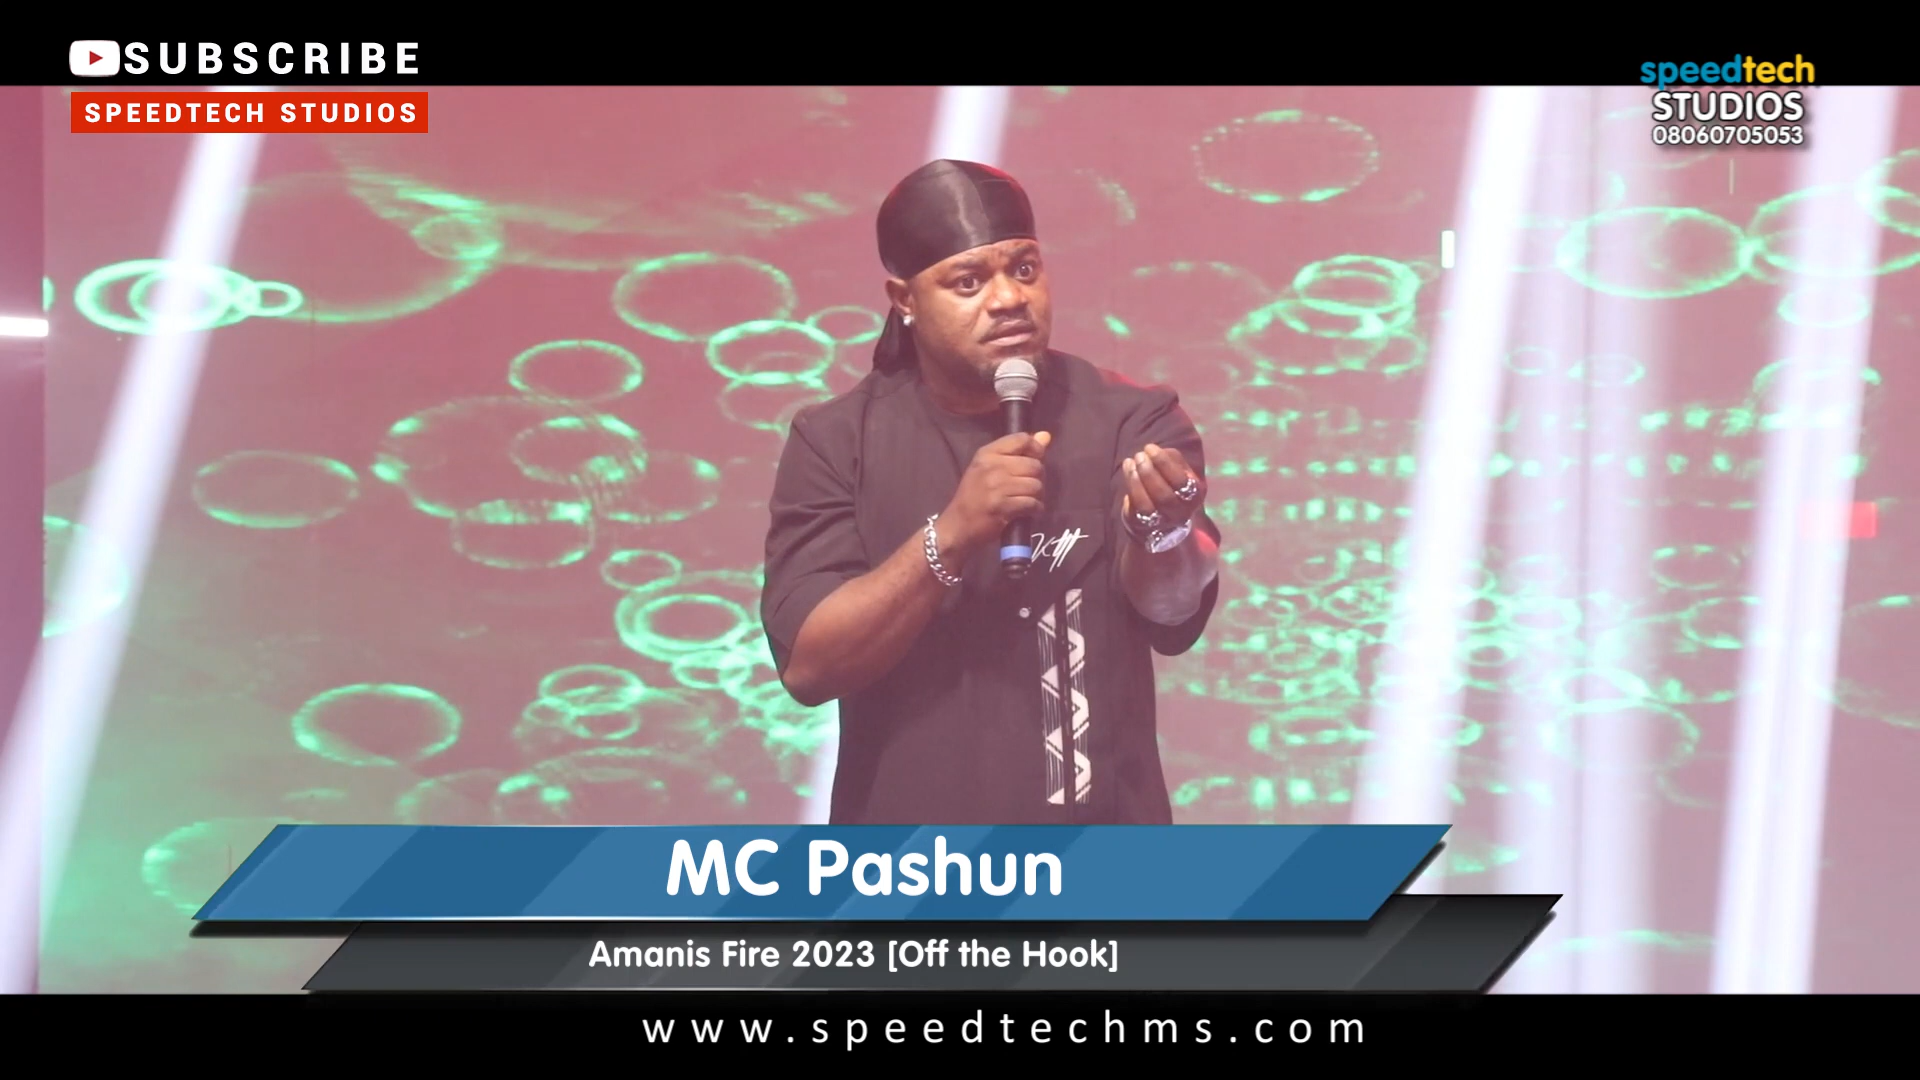 SUBSCRIBE
SPEEDTECH STUDIOS
speedtech
STUDIOS
08060705053
MC Pashun
Amanis Fire 2023 [Off the Hook]
www.speedtechms.com